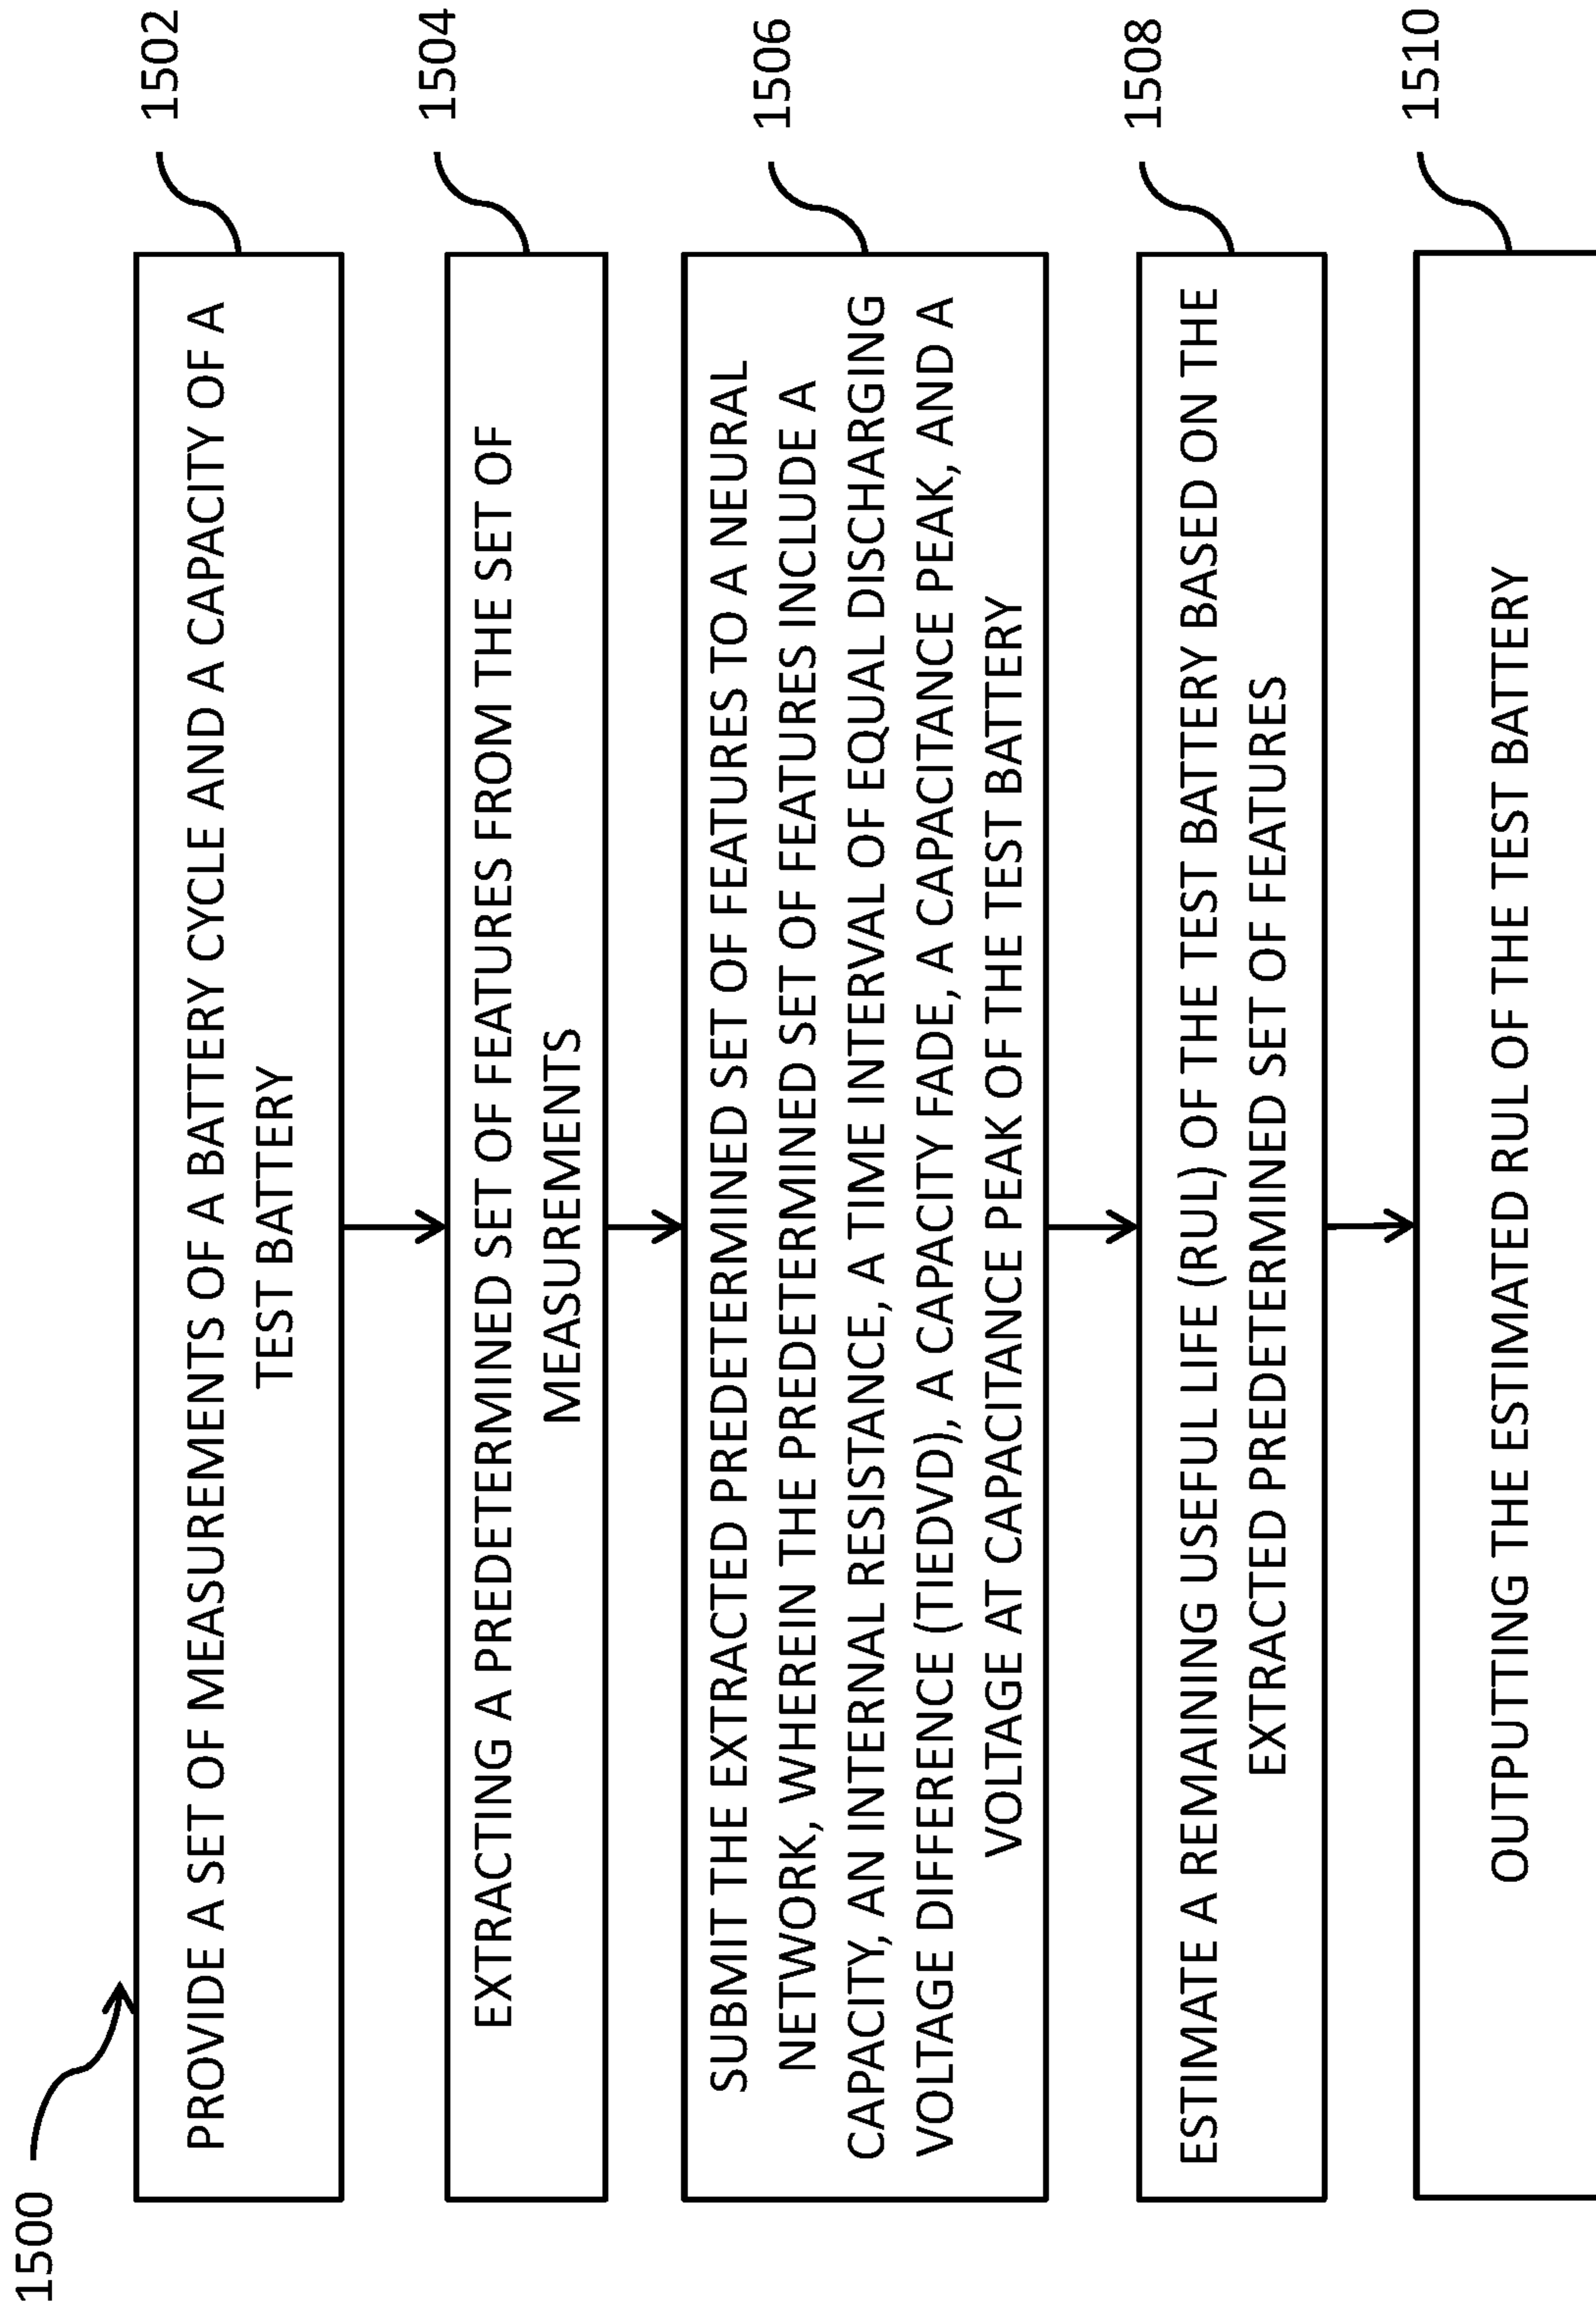 1500
PROVIDE A SET OF MEASUREMENTS OF A BATTERY CYCLE AND A CAPACITY OF A
TEST BATTERY
1502
EXTRACTING A PREDETERMINED SET OF FEATURES FROM THE SET OF
MEASUREMENTS
1504
SUBMIT THE EXTRACTED PREDETERMINED SET OF FEATURES TO A NEURAL
NETWORK, WHEREIN THE PREDETERMINED SET OF FEATURES INCLUDE A
CAPACITY, AN INTERNAL RESISTANCE, A TIME INTERVAL OF EQUAL DISCHARGING
VOLTAGE DIFFERENCE (TIEDVD), A CAPACITY FADE, A CAPACITANCE PEAK, AND A
VOLTAGE AT CAPACITANCE PEAK OF THE TEST BATTERY
1506
ESTIMATE A REMAINING USEFUL LIFE (RUL) OF THE TEST BATTERY BASED ON THE
EXTRACTED PREDETERMINED SET OF FEATURES
1508
OUTPUTTING THE ESTIMATED RUL OF THE TEST BATTERY
1510